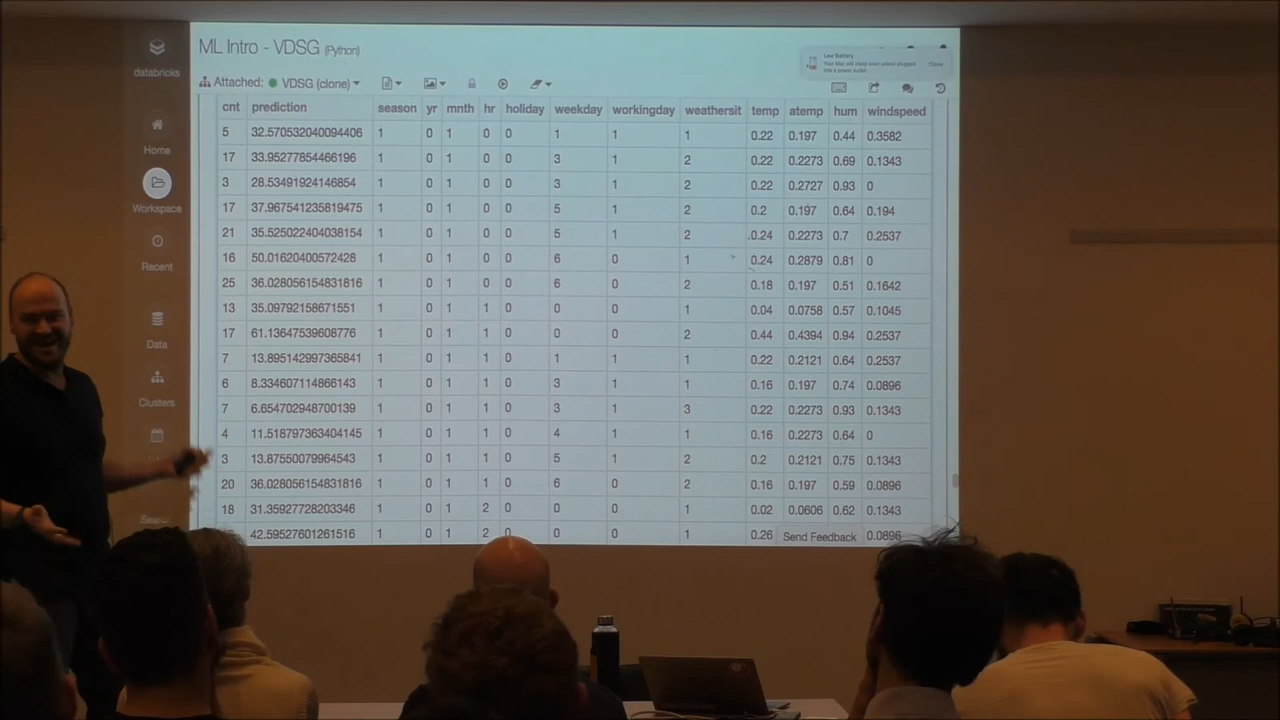 ML Intro - VDSG (Python)
databricks
Low Battery
Your Mac will sleep soon unless plugged
into a power outlet.
Close
Attached: VDSG (clone)
cnt prediction season yr mnth hr holiday weekday workingday weathersit temp atemp hum windspeed
5 32.570532040094406 1 0 1 0 0 1 1 1 0.22 0.197 0.44 0.3582
17 33.95277854466196 1 0 1 0 0 3 1 2 0.22 0.2273 0.69 0.1343
3 28.53491924146854 1 0 1 0 0 3 1 2 0.22 0.2727 0.93 0
17 37.967541235819475 1 0 1 0 0 5 1 2 0.2 0.197 0.64 0.194
21 35.525022404038154 1 0 1 0 0 5 1 2 0.24 0.2273 0.7 0.2537
16 50.01620400572428 1 0 1 0 0 6 0 1 0.24 0.2879 0.81 0
25 36.028056154831816 1 0 1 0 0 6 0 2 0.18 0.197 0.51 0.1642
13 35.09792158671551 1 0 1 1 0 0 0 1 0.04 0.0758 0.57 0.1045
17 61.13647539608776 1 0 1 1 0 0 0 2 0.44 0.4394 0.94 0.2537
7 13.895142997365841 1 0 1 1 0 1 1 1 0.22 0.2121 0.64 0.2537
6 8.334607114866143 1 0 1 1 0 3 1 1 0.16 0.197 0.74 0.0896
7 6.654702948700139 1 0 1 1 0 3 1 3 0.22 0.2273 0.93 0.1343
4 11.518797363404145 1 0 1 1 0 4 1 1 0.16 0.2273 0.64 0
3 13.87550079964543 1 0 1 1 0 5 1 2 0.2 0.2121 0.75 0.1343
20 36.028056154831816 1 0 1 1 0 6 0 2 0.16 0.197 0.59 0.0896
18 31.35927728203346 1 0 1 2 0 0 0 1 0.02 0.0606 0.62 0.1343
42.59527601261516 1 0 1 2 0 0 0 1 0.26 0.0896
Send Feedback
Home
Workspace
Recent
Data
Clusters